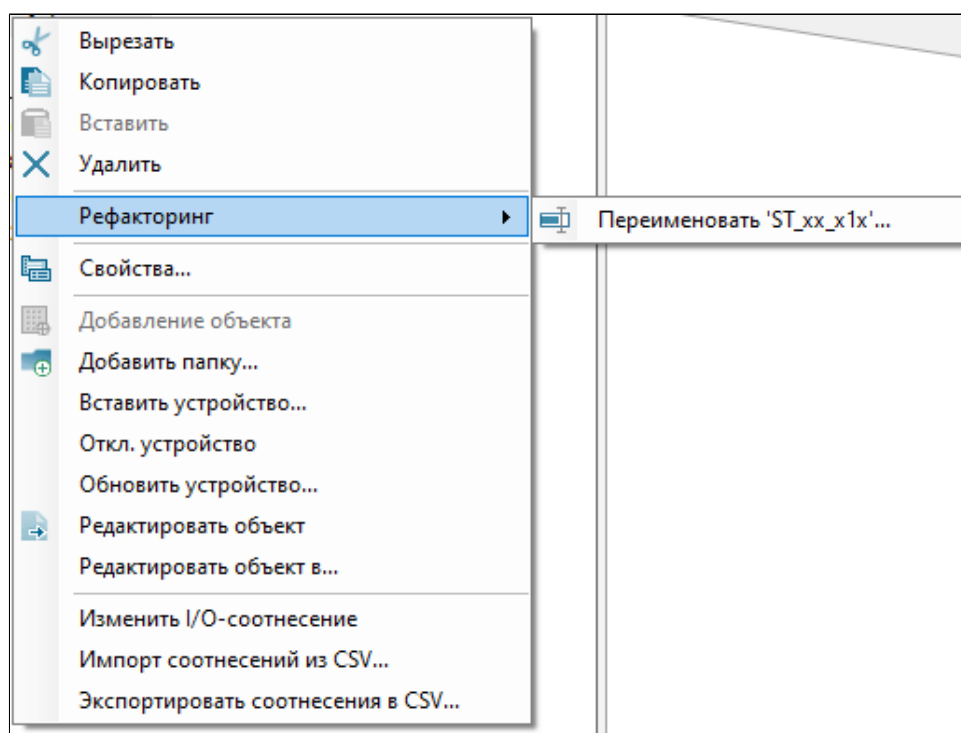 Вырезать
Копировать
Вставить
Удалить
Рефакторинг
Переименовать 'ST_xx_x1x'...
Свойства...
Добавление объекта
Добавить папку...
Вставить устройство...
Откл. устройство
Обновить устройство...
Редактировать объект
Редактировать объект в...
Изменить I/O-соотнесение
Импорт соотнесений из CSV...
Экспортировать соотнесения в CSV...